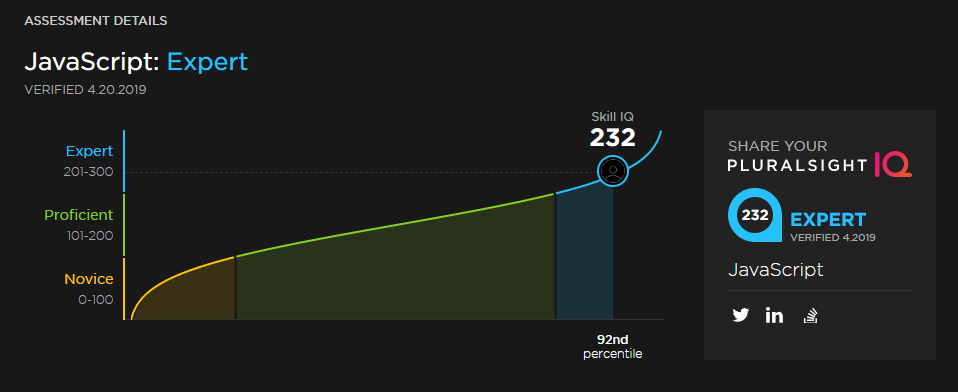 ASSESSMENT DETAILS
JavaScript: Expert
VERIFIED 4.20.2019
Expert
201-300
Proficient
101-200
Novice
0-100
Skill IQ
232
92nd
percentile
SHARE YOUR
PLURALSIGHT IQ
232 EXPERT
VERIFIED 4.2019
JavaScript
in